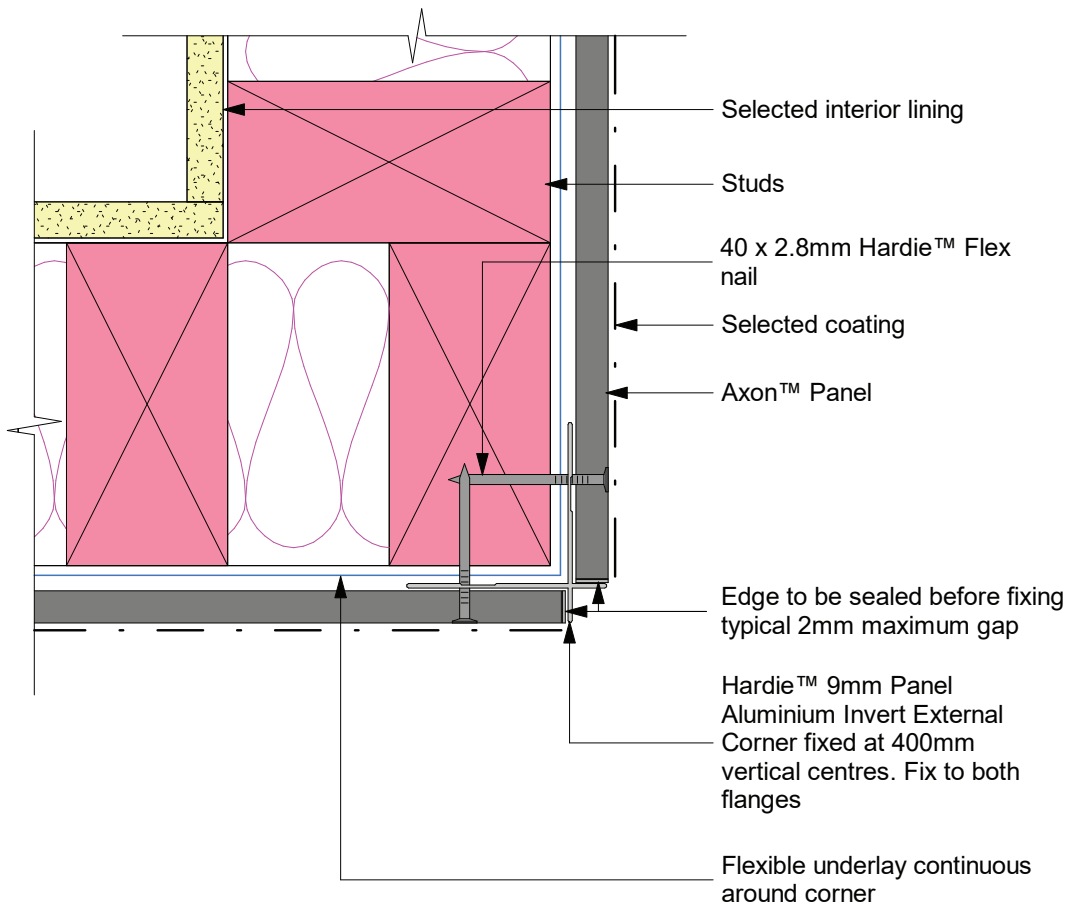 Selected interior lining
Studs
40 x 2.8mm Hardie™ Flex
nail
Selected coating
Axon™ Panel
Edge to be sealed before fixing
typical 2mm maximum gap
Hardie™ 9mm Panel
Aluminium Invert External
Corner fixed at 400mm
vertical centres. Fix to both
flanges
Flexible underlay continuous
around corner